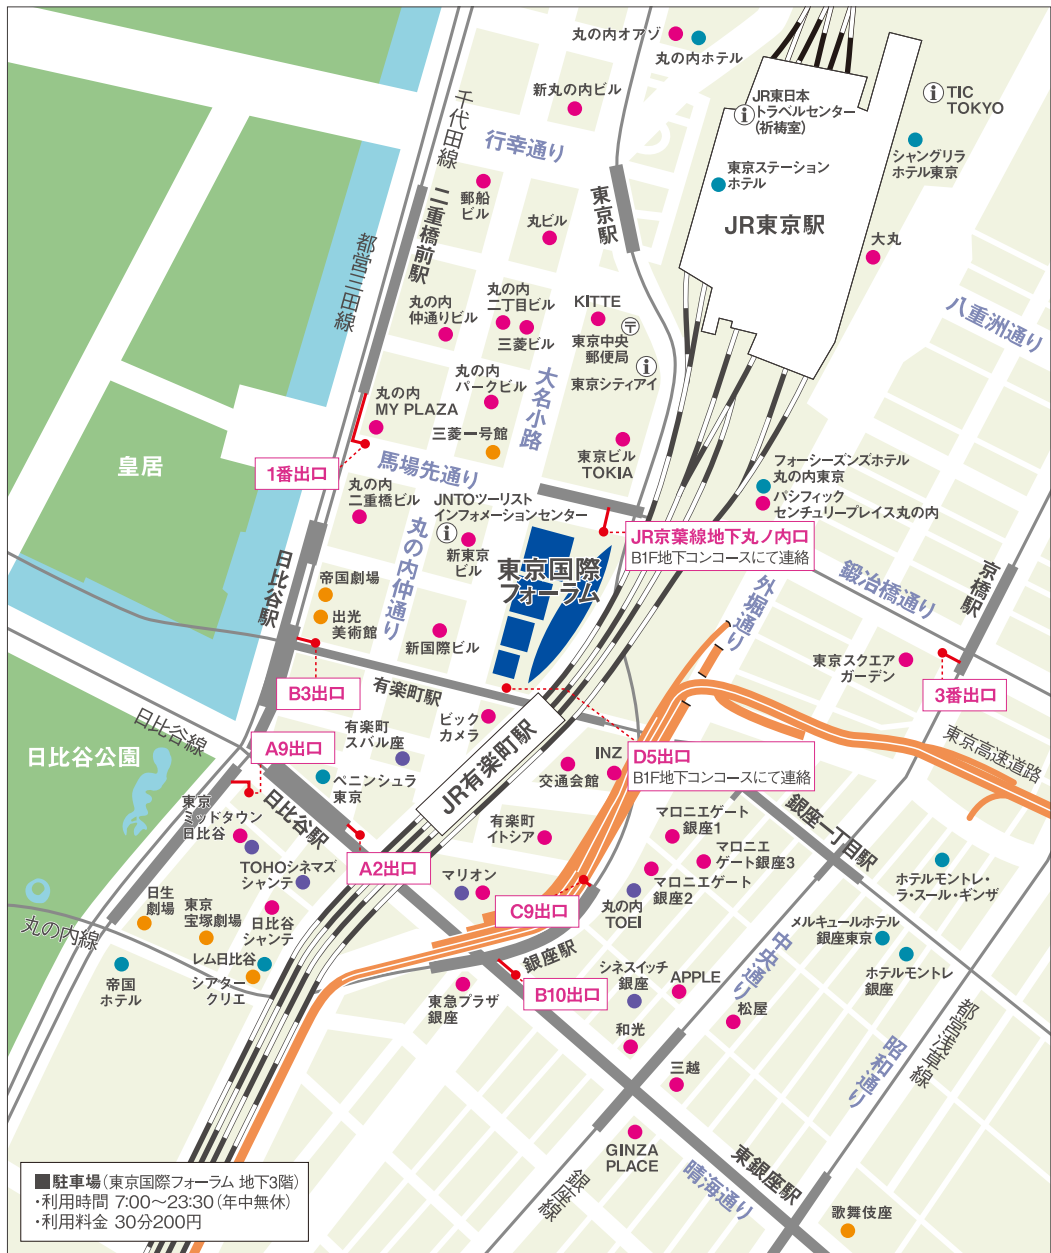 丸の内オアゾ
丸の内ホテル
新丸の内ビル
JR東日本
トラベルセンター
(祈祷室)
TIC
TOKYO
千代田線
行幸通り
シャングリラ
ホテル東京
東京ステーション
ホテル
郵船
ビル
東京駅
二重橋前駅
丸ビル
JR東京駅
大丸
都営三田線
丸の内
仲通りビル
丸の内
二丁目ビル
三菱ビル
KITTE
〒
東京中央
郵便局
東京シティアイ
八重洲通り
丸の内
パークビル
大名小路
丸の内
MY PLAZA
三菱一号館
東京ビル
TOKIA
皇居
1番出口
馬場先通り
フォーシーズンズホテル
丸の内東京
パシフィック
センチュリープレイス丸の内
丸の内
二重橋ビル
JNTOツーリスト
インフォメーションセンター
丸の内仲通り
新東京
ビル
JR京葉線地下丸ノ内口
B1F地下コンコースにて連絡
東京国際
フォーラム
日比谷駅
帝国劇場
出光
美術館
外堀通り
鍛冶橋通り
京橋駅
新国際ビル
東京スクエア
ガーデン
B3出口
有楽町駅
3番出口
日比谷線
日比谷公園
A9出口
有楽町
スバル座
ビック
カメラ
JR有楽町駅
INZ
交通会館
D5出口
B1F地下コンコースにて連絡
東京高速道路
ペニンシュラ
東京
東京
ミッドタウン
日比谷
日比谷駅
有楽町
イトシア
マロニエゲート
銀座1
マロニエ
ゲート銀座3
銀座一丁目駅
TOHOシネマズ
シャンテ
A2出口
マリオン
マロニエゲート
銀座2
ホテルモントレ・
ラ・スール・ギンザ
日生
劇場
東京
宝塚劇場
日比谷
シャンテ
C9出口
丸の内
TOEI
丸の内線
メルキュールホテル
銀座東京
中央通り
帝国
ホテル
レム日比谷
シアター
クリエ
銀座駅
シネスイッチ
銀座
APPLE
ホテルモントレ
銀座
東急プラザ
銀座
B10出口
松屋
和光
昭和通り
都営浅草線
三越
GINZA
PLACE
銀座線
晴海通り
東銀座駅
歌舞伎座
■駐車場(東京国際フォーラム 地下3階)
・利用時間 7:00〜23:30(年中無休)
・利用料金 30分200円